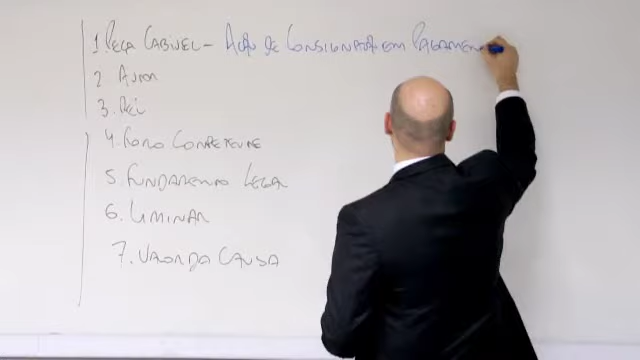 1. Peça Cabível - Ação de Consignação em Pagamen
2 Autor
3. Réu
4. Foro Competente
5. Fundamento Legal
6. Liminar
7. Valor da Causa